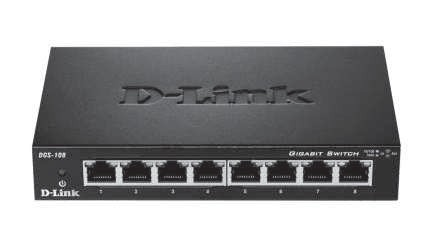 D-Link
DGS-108
GIGABIT SWITCH
D-Link
1 2 3 4 5 6 7 8